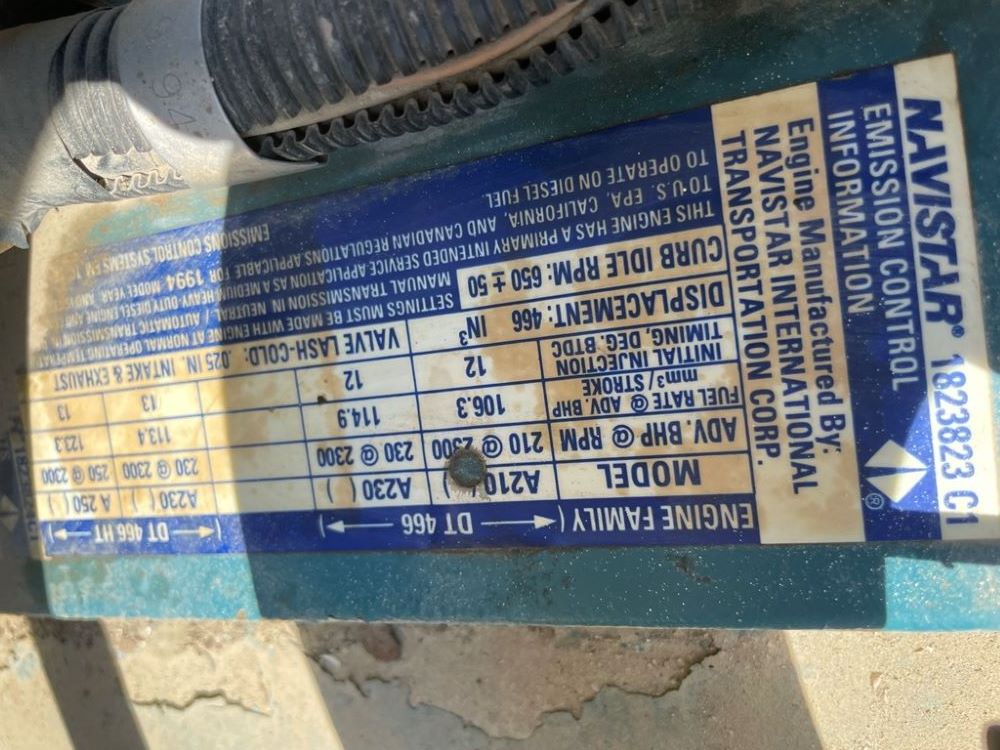 NAVISTAR® 1823823 C1
EMISSION CONTROL
INFORMATION
®
Engine Manufactured By:
NAVISTAR INTERNATIONAL
TRANSPORTATION CORP.
ENGINE FAMILY ( DT 466 ) ( DT 466 HT )
MODEL A210 ( ) A230 ( ) A230 ( ) A 250 ( )
ADV. BHP @ RPM 210 @ 2300 230 @ 2300 230 @ 2300 250 @ 2300
FUEL RATE @ ADV. BHP 106.3 114.9 113.4 123.3
mm³/STROKE
INITIAL INJECTION 12 12 13 13
TIMING, DEG. BTDC
DISPLACEMENT: 466 IN³ VALVE LASH-COLD: .025 IN. INTAKE & EXHAUST
CURB IDLE RPM: 650 ± 50 SETTINGS MUST BE MADE WITH ENGINE AT NORMAL OPERATING
MANUAL TRANSMISSION IN NEUTRAL / AUTOMATIC TRANSMISSION
THIS ENGINE HAS A PRIMARY INTENDED SERVICE APPLICATION AS A MEDIUM HEAVY DUTY DIESEL ENGINE AND
TO U.S. EPA, CALIFORNIA, AND CANADIAN REGULATIONS APPLICABLE FOR 1994 MODEL YEAR
TO OPERATE ON DIESEL FUEL. EMISSIONS CONTROL SYSTEMS
94